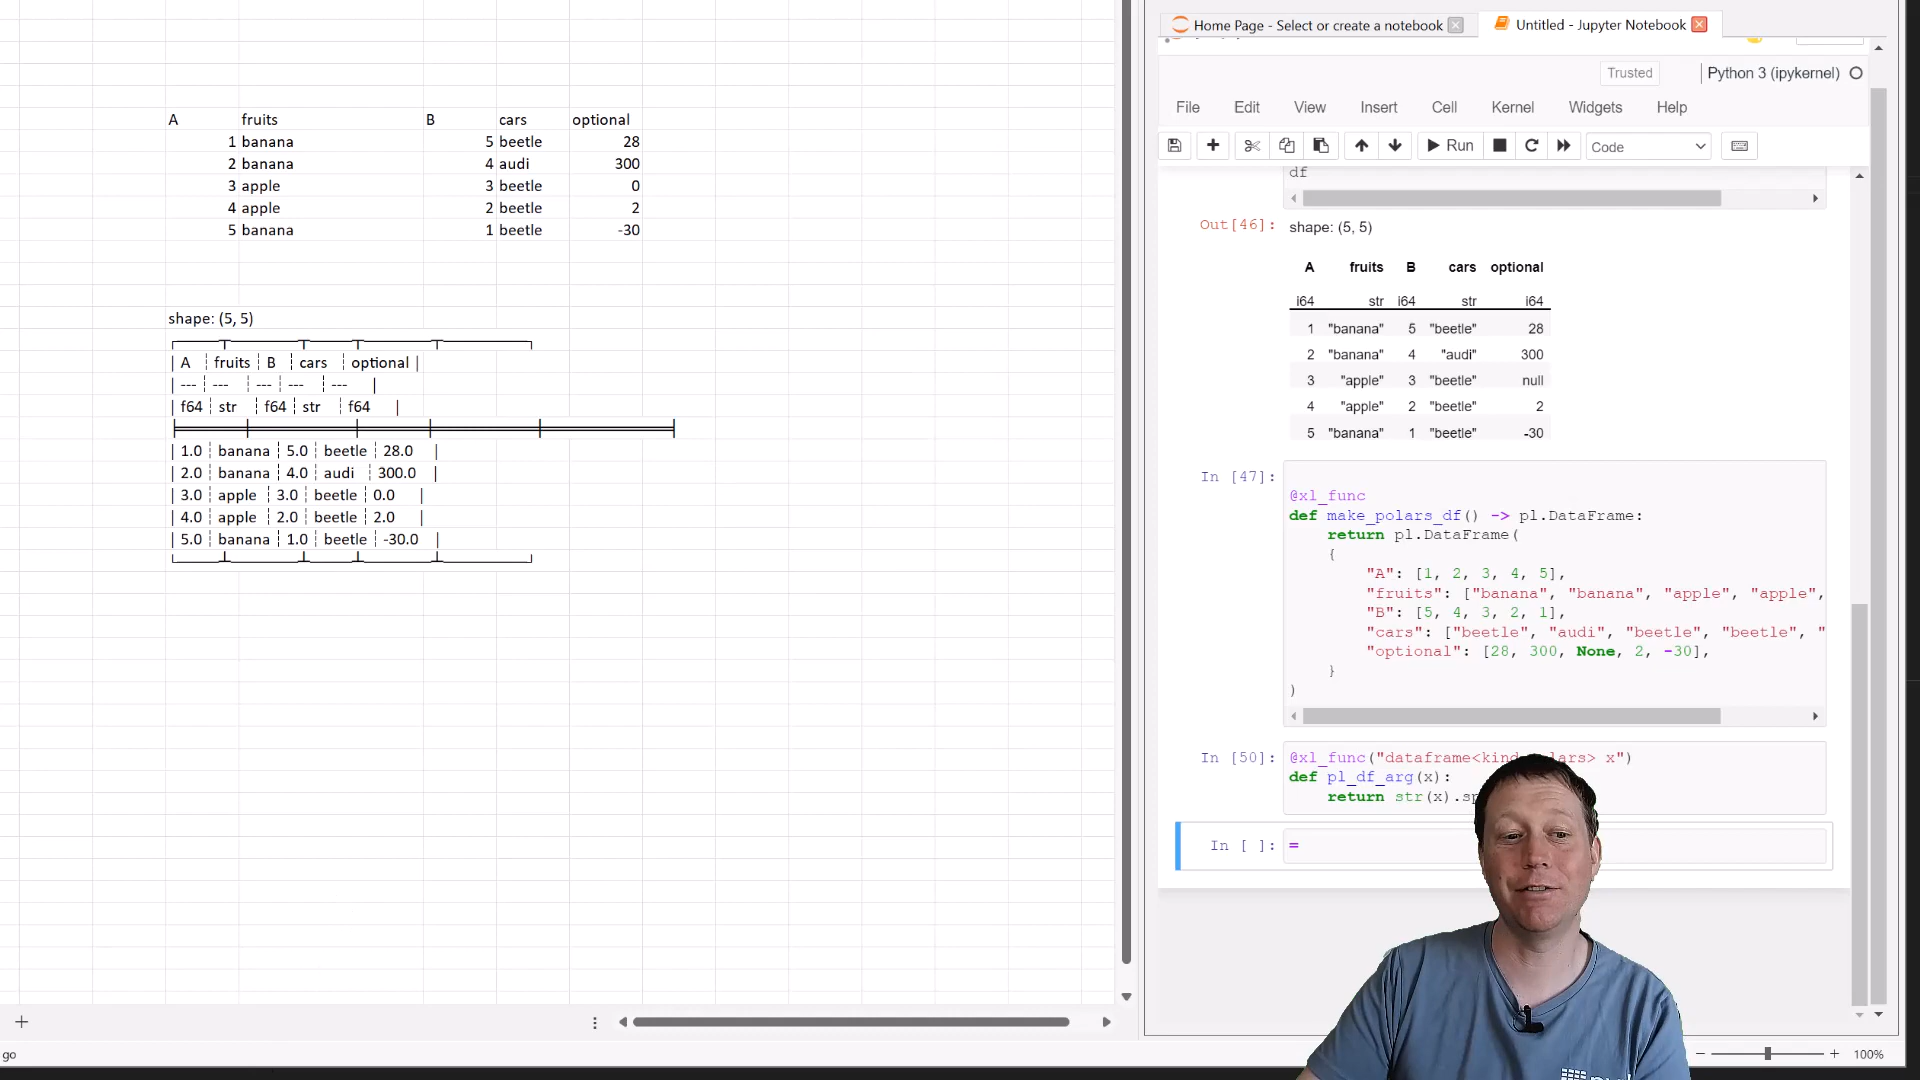 A fruits B cars optional
1 banana 5 beetle 28
2 banana 4 audi 300
3 apple 3 beetle 0
4 apple 2 beetle 2
5 banana 1 beetle -30
shape: (5, 5)
| A ┆ fruits ┆ B ┆ cars ┆ optional |
| --- ┆ --- ┆ --- ┆ --- ┆ --- |
| f64 ┆ str ┆ f64 ┆ str ┆ f64 |
| 1.0 ┆ banana ┆ 5.0 ┆ beetle ┆ 28.0 |
| 2.0 ┆ banana ┆ 4.0 ┆ audi ┆ 300.0 |
| 3.0 ┆ apple ┆ 3.0 ┆ beetle ┆ 0.0 |
| 4.0 ┆ apple ┆ 2.0 ┆ beetle ┆ 2.0 |
| 5.0 ┆ banana ┆ 1.0 ┆ beetle ┆ -30.0 |
go
Home Page - Select or create a notebook
Untitled - Jupyter Notebook
Trusted
Python 3 (ipykernel)
File Edit View Insert Cell Kernel Widgets Help
Run
Code
df
Out[46]: shape: (5, 5)
A fruits B cars optional
i64 str i64 str i64
1 "banana" 5 "beetle" 28
2 "banana" 4 "audi" 300
3 "apple" 3 "beetle" null
4 "apple" 2 "beetle" 2
5 "banana" 1 "beetle" -30
In [47]:
@xl_func
def make_polars_df() -> pl.DataFrame:
return pl.DataFrame(
{
"A": [1, 2, 3, 4, 5],
"fruits": ["banana", "banana", "apple", "apple",
"B": [5, 4, 3, 2, 1],
"cars": ["beetle", "audi", "beetle", "beetle", "
"optional": [28, 300, None, 2, -30],
}
)
In [50]: @xl_func("dataframe<kind lars> x")
def pl_df_arg(x):
return str(x).sp
In [ ]: =
100%